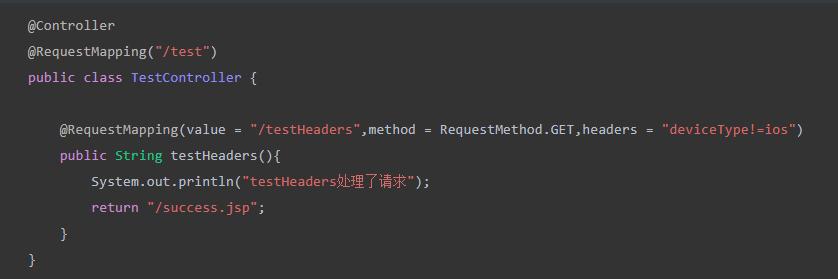 @Controller
@RequestMapping("/test")
public class TestController {
@RequestMapping(value = "/testHeaders",method = RequestMethod.GET,headers = "deviceType!=ios")
public String testHeaders(){
System.out.println("testHeaders处理了请求");
return "/success.jsp";
}
}